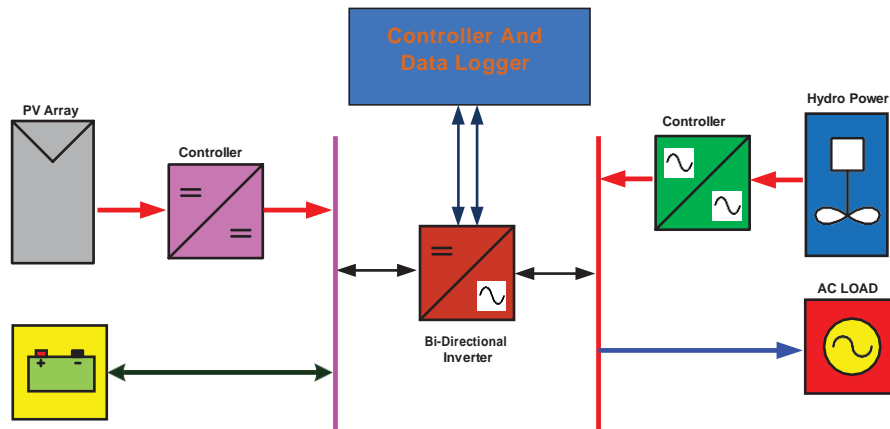 Controller And
Data Logger
PV Array
Controller
Controller
Hydro Power
+ -
Bi-Directional
Inverter
AC LOAD